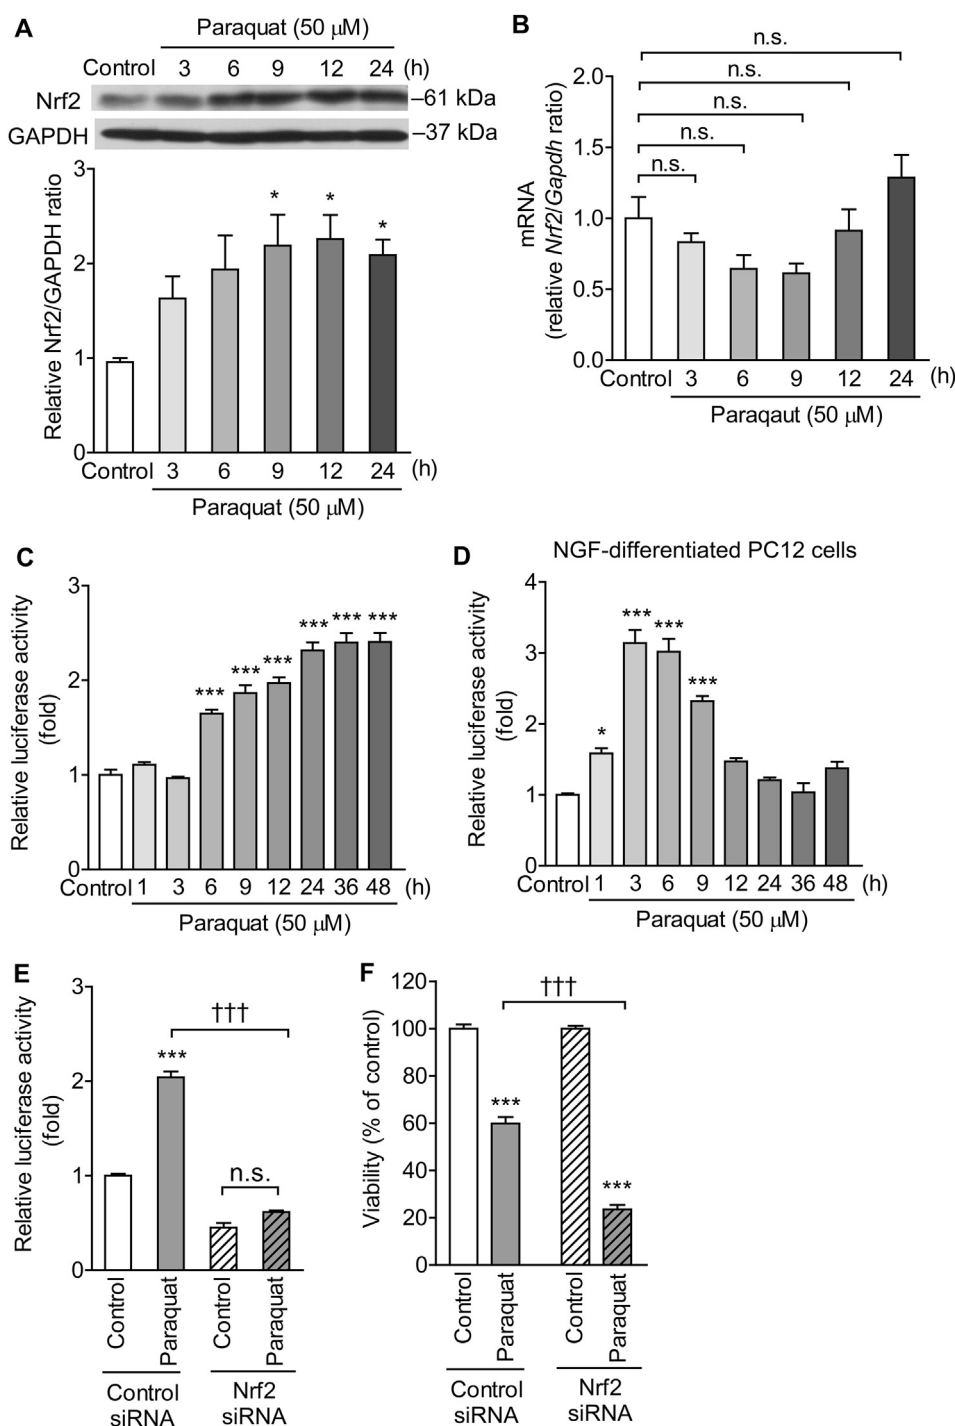 A
Paraquat (50 µM)
Control 3 6 9 12 24 (h)
Nrf2 –61 kDa
GAPDH –37 kDa
Relative Nrf2/GAPDH ratio
3
2
1
0
* * *
Control 3 6 9 12 24 (h)
Paraquat (50 µM)
B
mRNA
(relative Nrf2/Gapdh ratio)
2.0
1.5
1.0
0.5
0.0
n.s.
n.s.
n.s.
n.s.
n.s.
Control 3 6 9 12 24 (h)
Paraqaut (50 µM)
C
Relative luciferase activity
(fold)
3
2
1
0
*** *** *** *** *** ***
Control 1 3 6 9 12 24 36 48 (h)
Paraquat (50 µM)
D
NGF-differentiated PC12 cells
Relative luciferase activity
(fold)
4
3
2
1
0
* *** *** ***
Control 1 3 6 9 12 24 36 48 (h)
Paraquat (50 µM)
E
Relative luciferase activity
(fold)
3
2
1
0
†††
***
n.s.
Control Paraquat Control Paraquat
Control Nrf2
siRNA siRNA
F
Viability (% of control)
120
100
80
60
40
20
0
†††
***
***
Control Paraquat Control Paraquat
Control Nrf2
siRNA siRNA